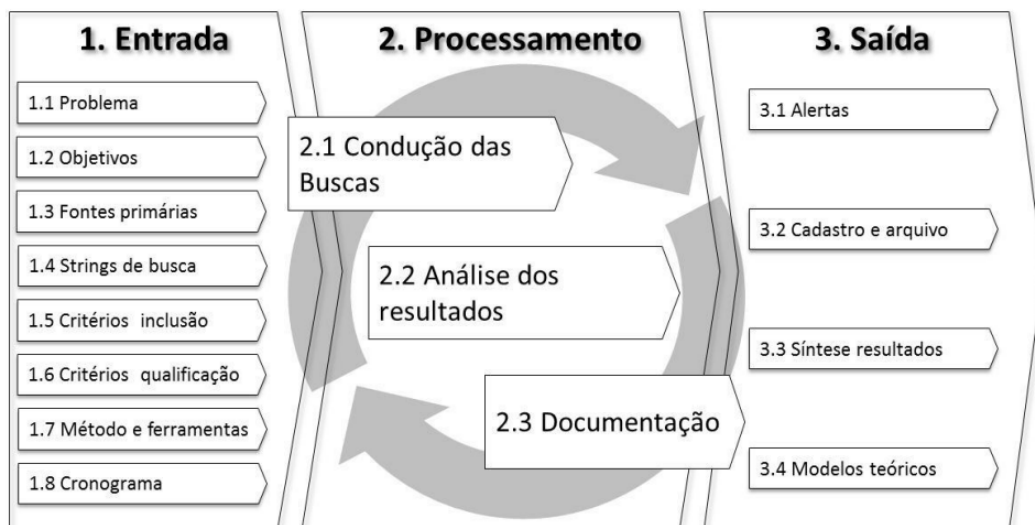 1. Entrada
1.1 Problema
1.2 Objetivos
1.3 Fontes primárias
1.4 Strings de busca
1.5 Critérios inclusão
1.6 Critérios qualificação
1.7 Método e ferramentas
1.8 Cronograma
2. Processamento
2.1 Condução das
Buscas
2.2 Análise dos
resultados
2.3 Documentação
3. Saída
3.1 Alertas
3.2 Cadastro e arquivo
3.3 Síntese resultados
3.4 Modelos teóricos